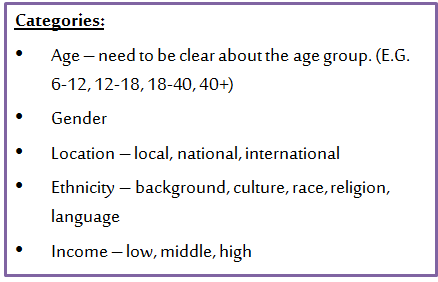 Categories:
• Age – need to be clear about the age group. (E.G.
6-12, 12-18, 18-40, 40+)
• Gender
• Location – local, national, international
• Ethnicity – background, culture, race, religion,
language
• Income – low, middle, high